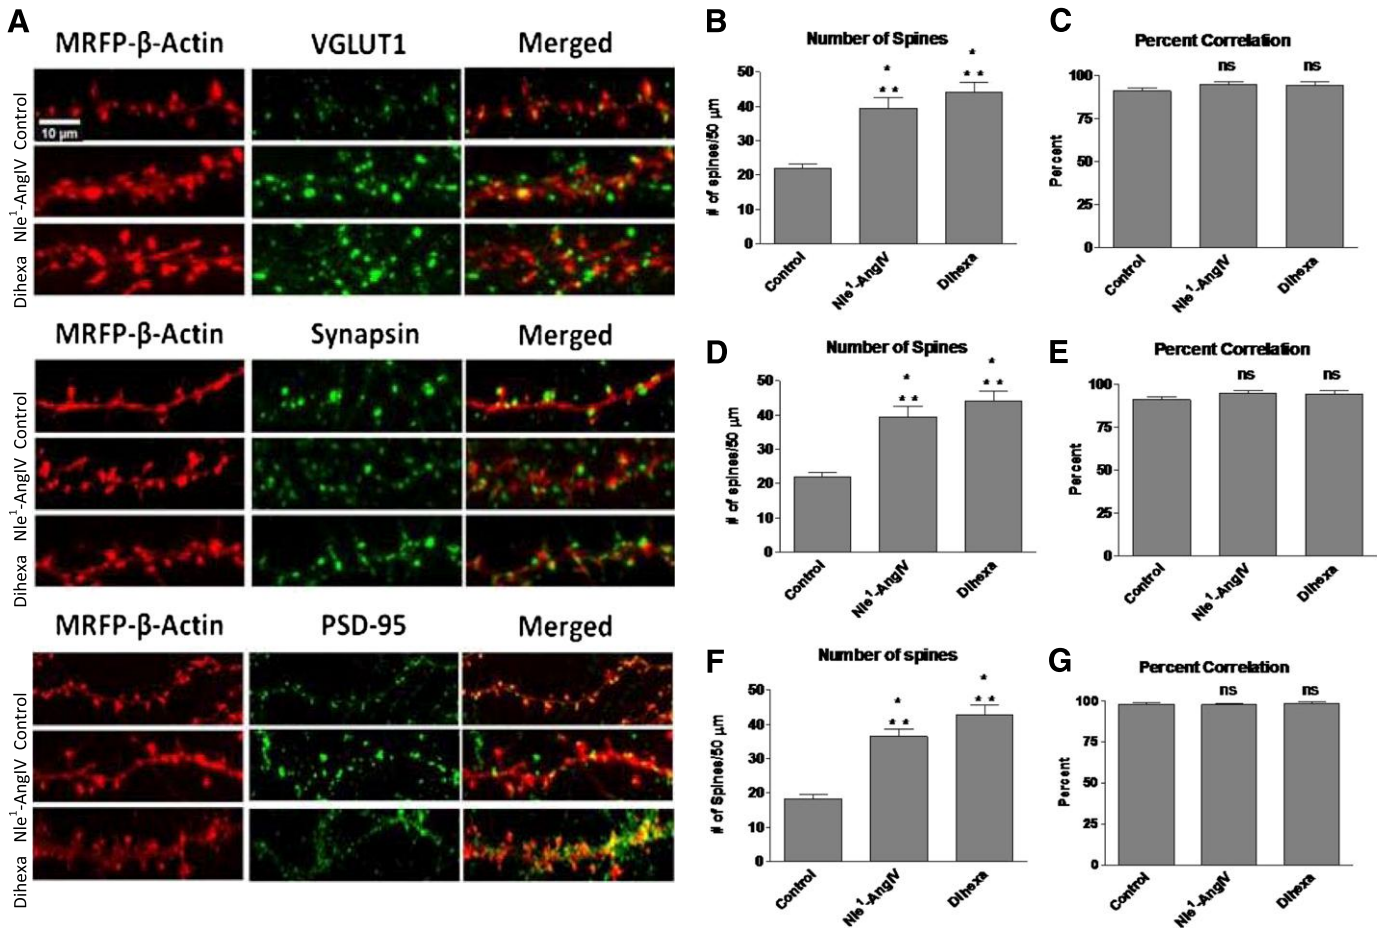 A
MRFP-β-Actin VGLUT1 Merged
Control
10 µm
Nle1-AngIV
Dihexa
MRFP-β-Actin Synapsin Merged
Control
Nle1-AngIV
Dihexa
MRFP-β-Actin PSD-95 Merged
Control
Nle1-AngIV
Dihexa
B
Number of Spines
# of spines/50 µm
50
40
30
20
10
0
*
**
*
**
Control
Nle1-AngIV
Dihexa
C
Percent Correlation
Percent
100
75
50
25
0
ns
ns
Control
Nle1-AngIV
Dihexa
D
Number of Spines
# of spines/50 µm
50
40
30
20
10
0
*
**
*
**
Control
Nle1-AngIV
Dihexa
E
Percent Correlation
Percent
100
75
50
25
0
ns
ns
Control
Nle1-AngIV
Dihexa
F
Number of spines
# of Spines/50 µm
50
40
30
20
10
0
*
**
*
**
Control
Nle1-AngIV
Dihexa
G
Percent Correlation
Percent
100
75
50
25
0
ns
ns
Control
Nle1-AngIV
Dihexa